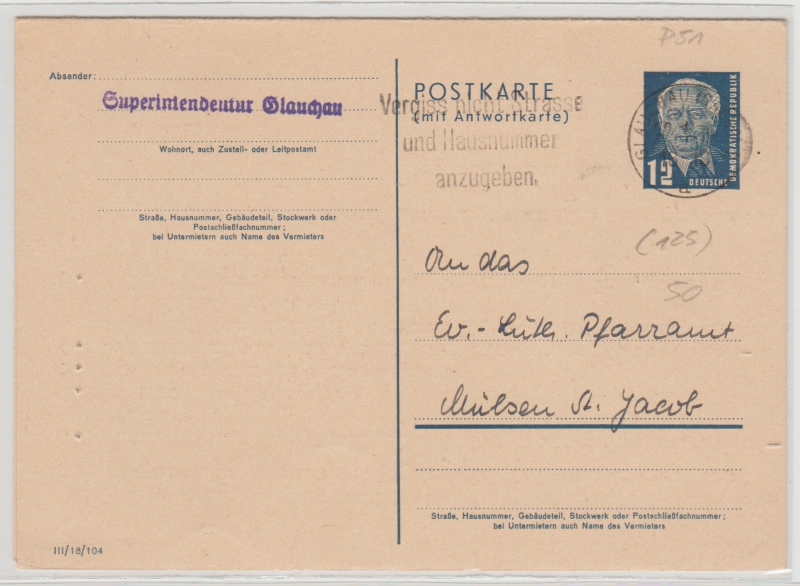 P51
Absender:
Superintendentur Glauchau
Wohnort, auch Zustell- oder Leitpostamt
Straße, Hausnummer, Gebäudeteil, Stockwerk oder
Postschließfachnummer;
bei Untermietern auch Name des Vermieters
III/18/104
POSTKARTE
(mit Antwortkarte)
Vergiss nicht Strasse
und Hausnummer
anzugeben.
12
DEUTSCHE
DEMOKRATISCHE REPUBLIK
(125)
50
An das
Ev.-Luth. Pfarramt
Mülsen St. Jacob
Straße, Hausnummer, Gebäudeteil, Stockwerk oder Postschließfachnummer;
bei Untermietern auch Name des Vermieters